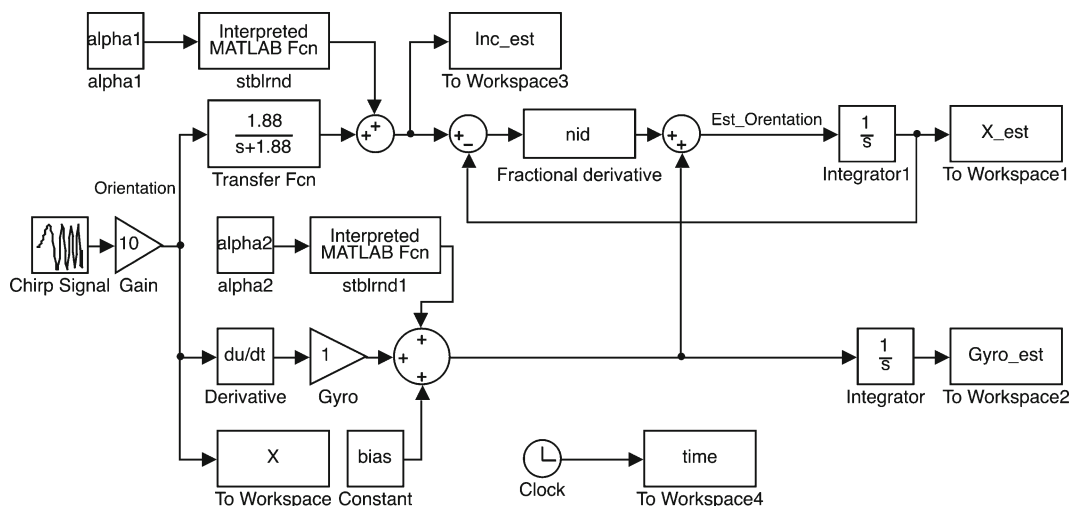 alpha1
alpha1
Interpreted
MATLAB Fcn
stblrnd
Inc_est
To Workspace3
1.88
s+1.88
Transfer Fcn
+
+
+
−
nid
Fractional derivative
+
+
Est_Orentation
1
s
Integrator1
X_est
To Workspace1
Orientation
Chirp Signal
10
Gain
alpha2
alpha2
Interpreted
MATLAB Fcn
stblrnd1
du/dt
Derivative
1
Gyro
+
+
+
1
s
Integrator
Gyro_est
To Workspace2
X
To Workspace
bias
Constant
Clock
time
To Workspace4